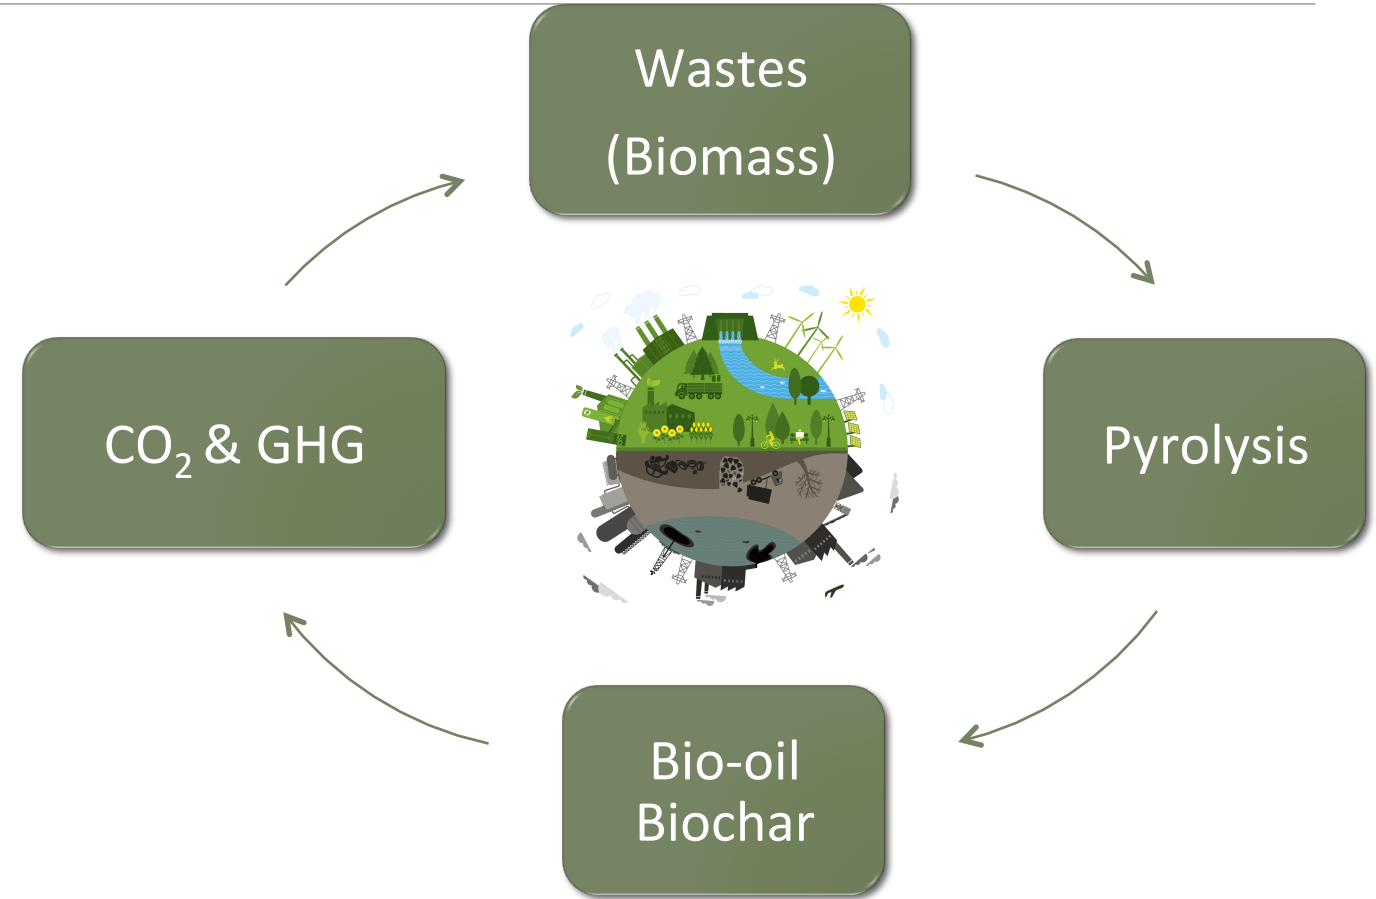 Wastes
(Biomass)
CO₂ & GHG
Pyrolysis
Bio-oil
Biochar